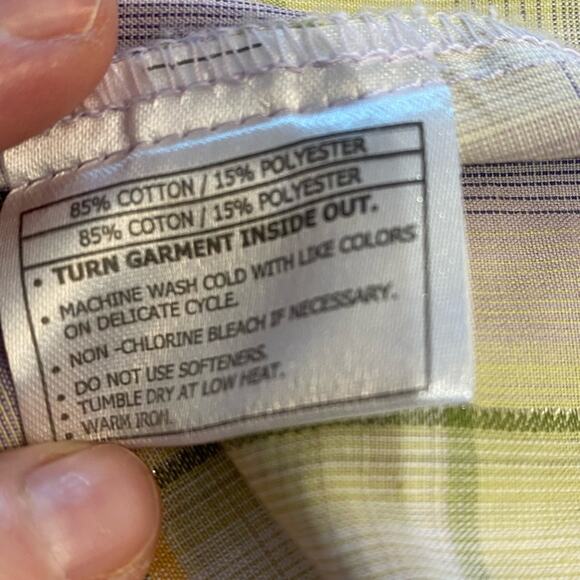 85% COTTON / 15% POLYESTER
85% COTON / 15% POLYESTER
• TURN GARMENT INSIDE OUT.
• MACHINE WASH COLD WITH LIKE COLORS
ON DELICATE CYCLE.
• NON -CHLORINE BLEACH IF NECESSARY.
• DO NOT USE SOFTENERS.
• TUMBLE DRY AT LOW HEAT.
• WARM IRON.